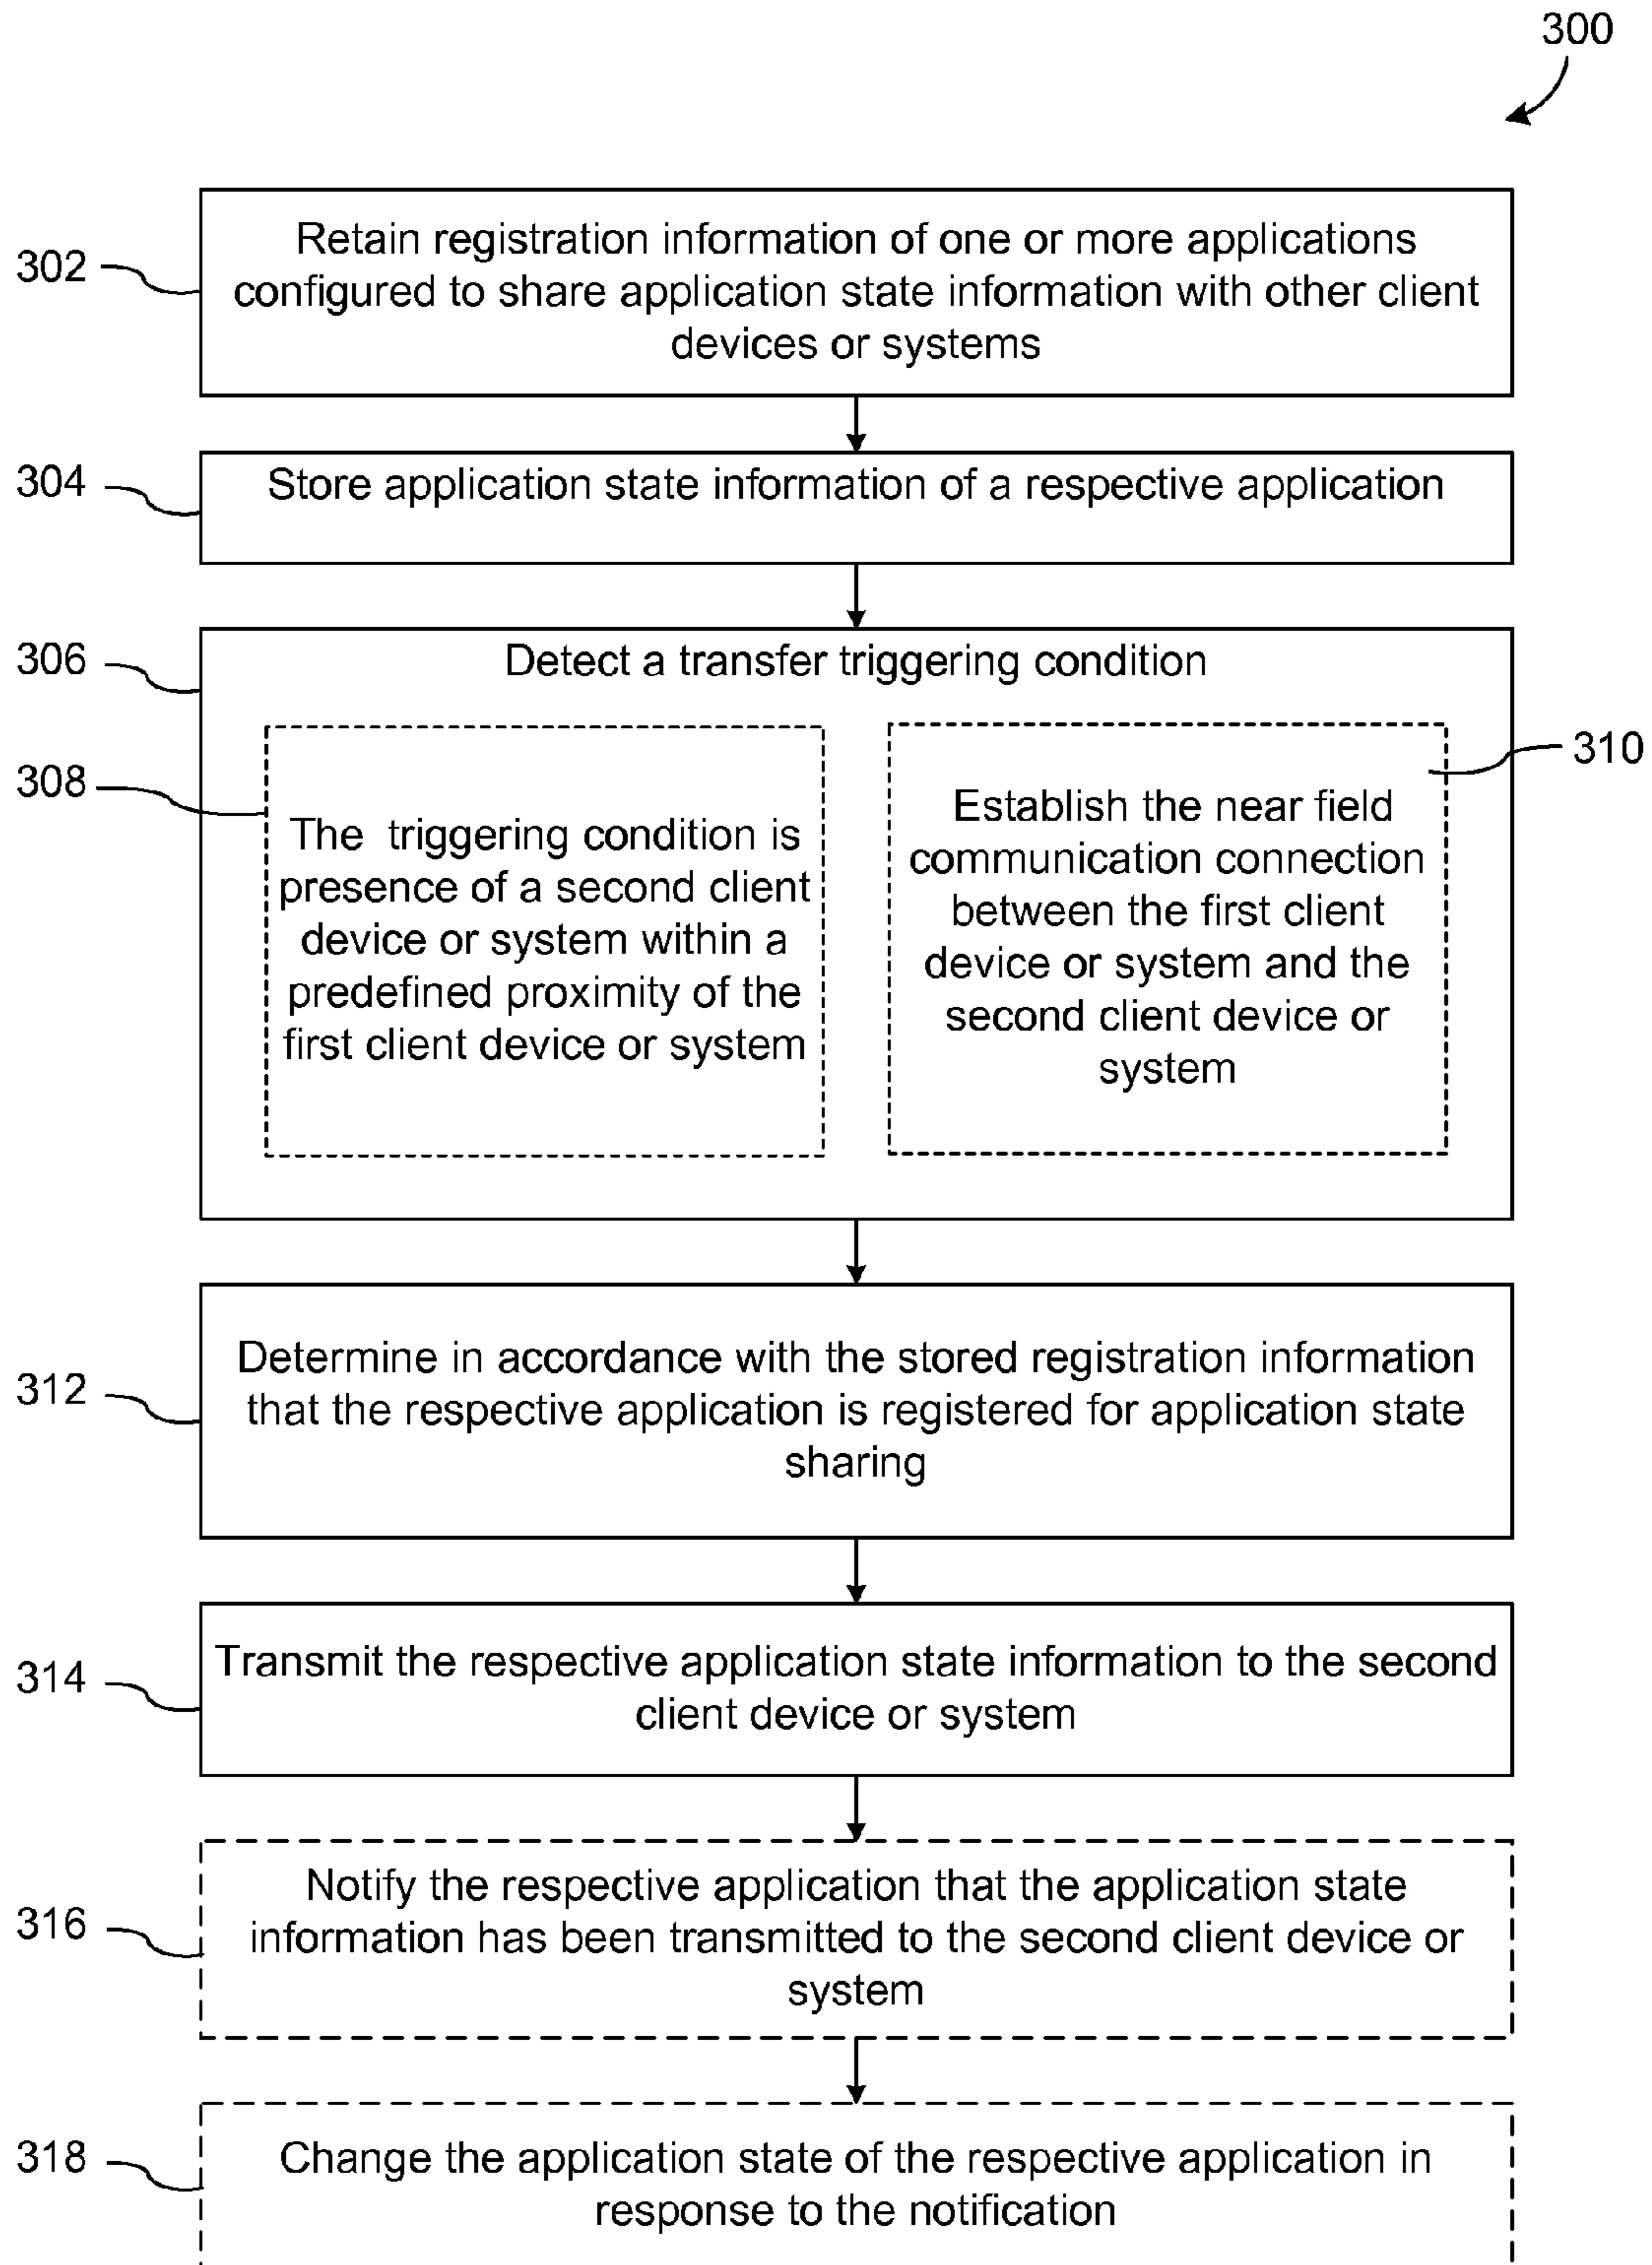 300
302
Retain registration information of one or more applications
configured to share application state information with other client
devices or systems
304
Store application state information of a respective application
306
Detect a transfer triggering condition
308
The triggering condition is
presence of a second client
device or system within a
predefined proximity of the
first client device or system
310
Establish the near field
communication connection
between the first client
device or system and the
second client device or
system
312
Determine in accordance with the stored registration information
that the respective application is registered for application state
sharing
314
Transmit the respective application state information to the second
client device or system
316
Notify the respective application that the application state
information has been transmitted to the second client device or
system
318
Change the application state of the respective application in
response to the notification